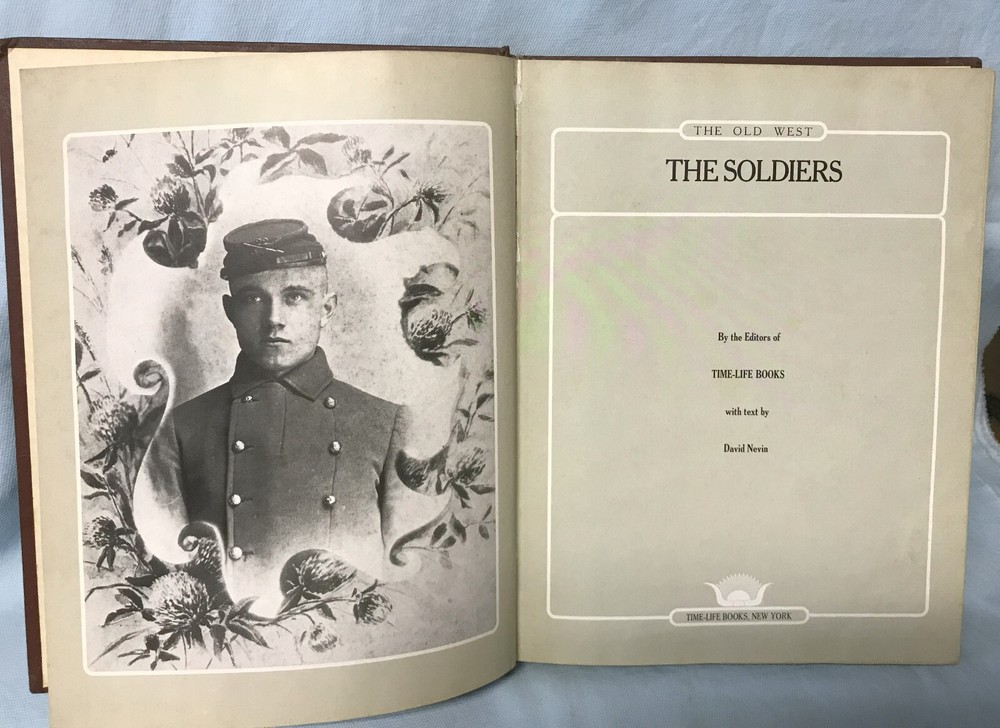 THE OLD WEST
THE SOLDIERS
By the Editors of
TIME-LIFE BOOKS
with text by
David Nevin
TIME-LIFE BOOKS, NEW YORK